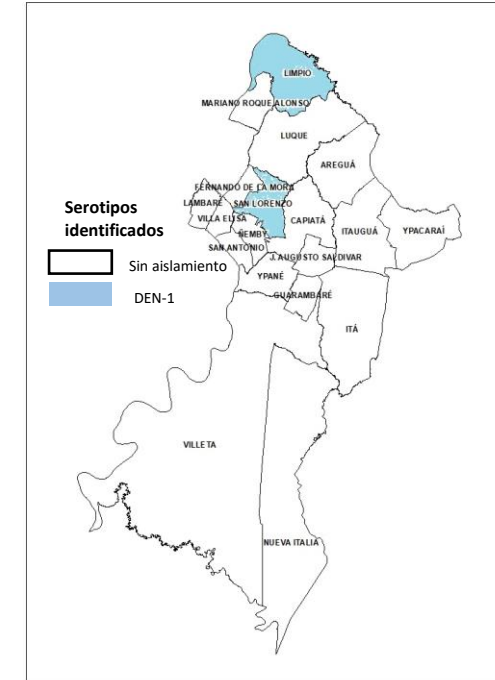 LIMPIO
MARIANO ROQUE ALONSO
LUQUE
AREGUÁ
FERNANDO DE LA MORA
LAMBARÉ
SAN LORENZO
VILLA ELISA
CAPIATÁ
ITAUGUÁ
YPACARAÍ
ÑEMBY
SAN ANTONIO
J.AUGUSTO SALDIVAR
YPANÉ
GUARAMBARÉ
ITÁ
VILLETA
NUEVA ITALIA
Serotipos
identificados
Sin aislamiento
DEN-1